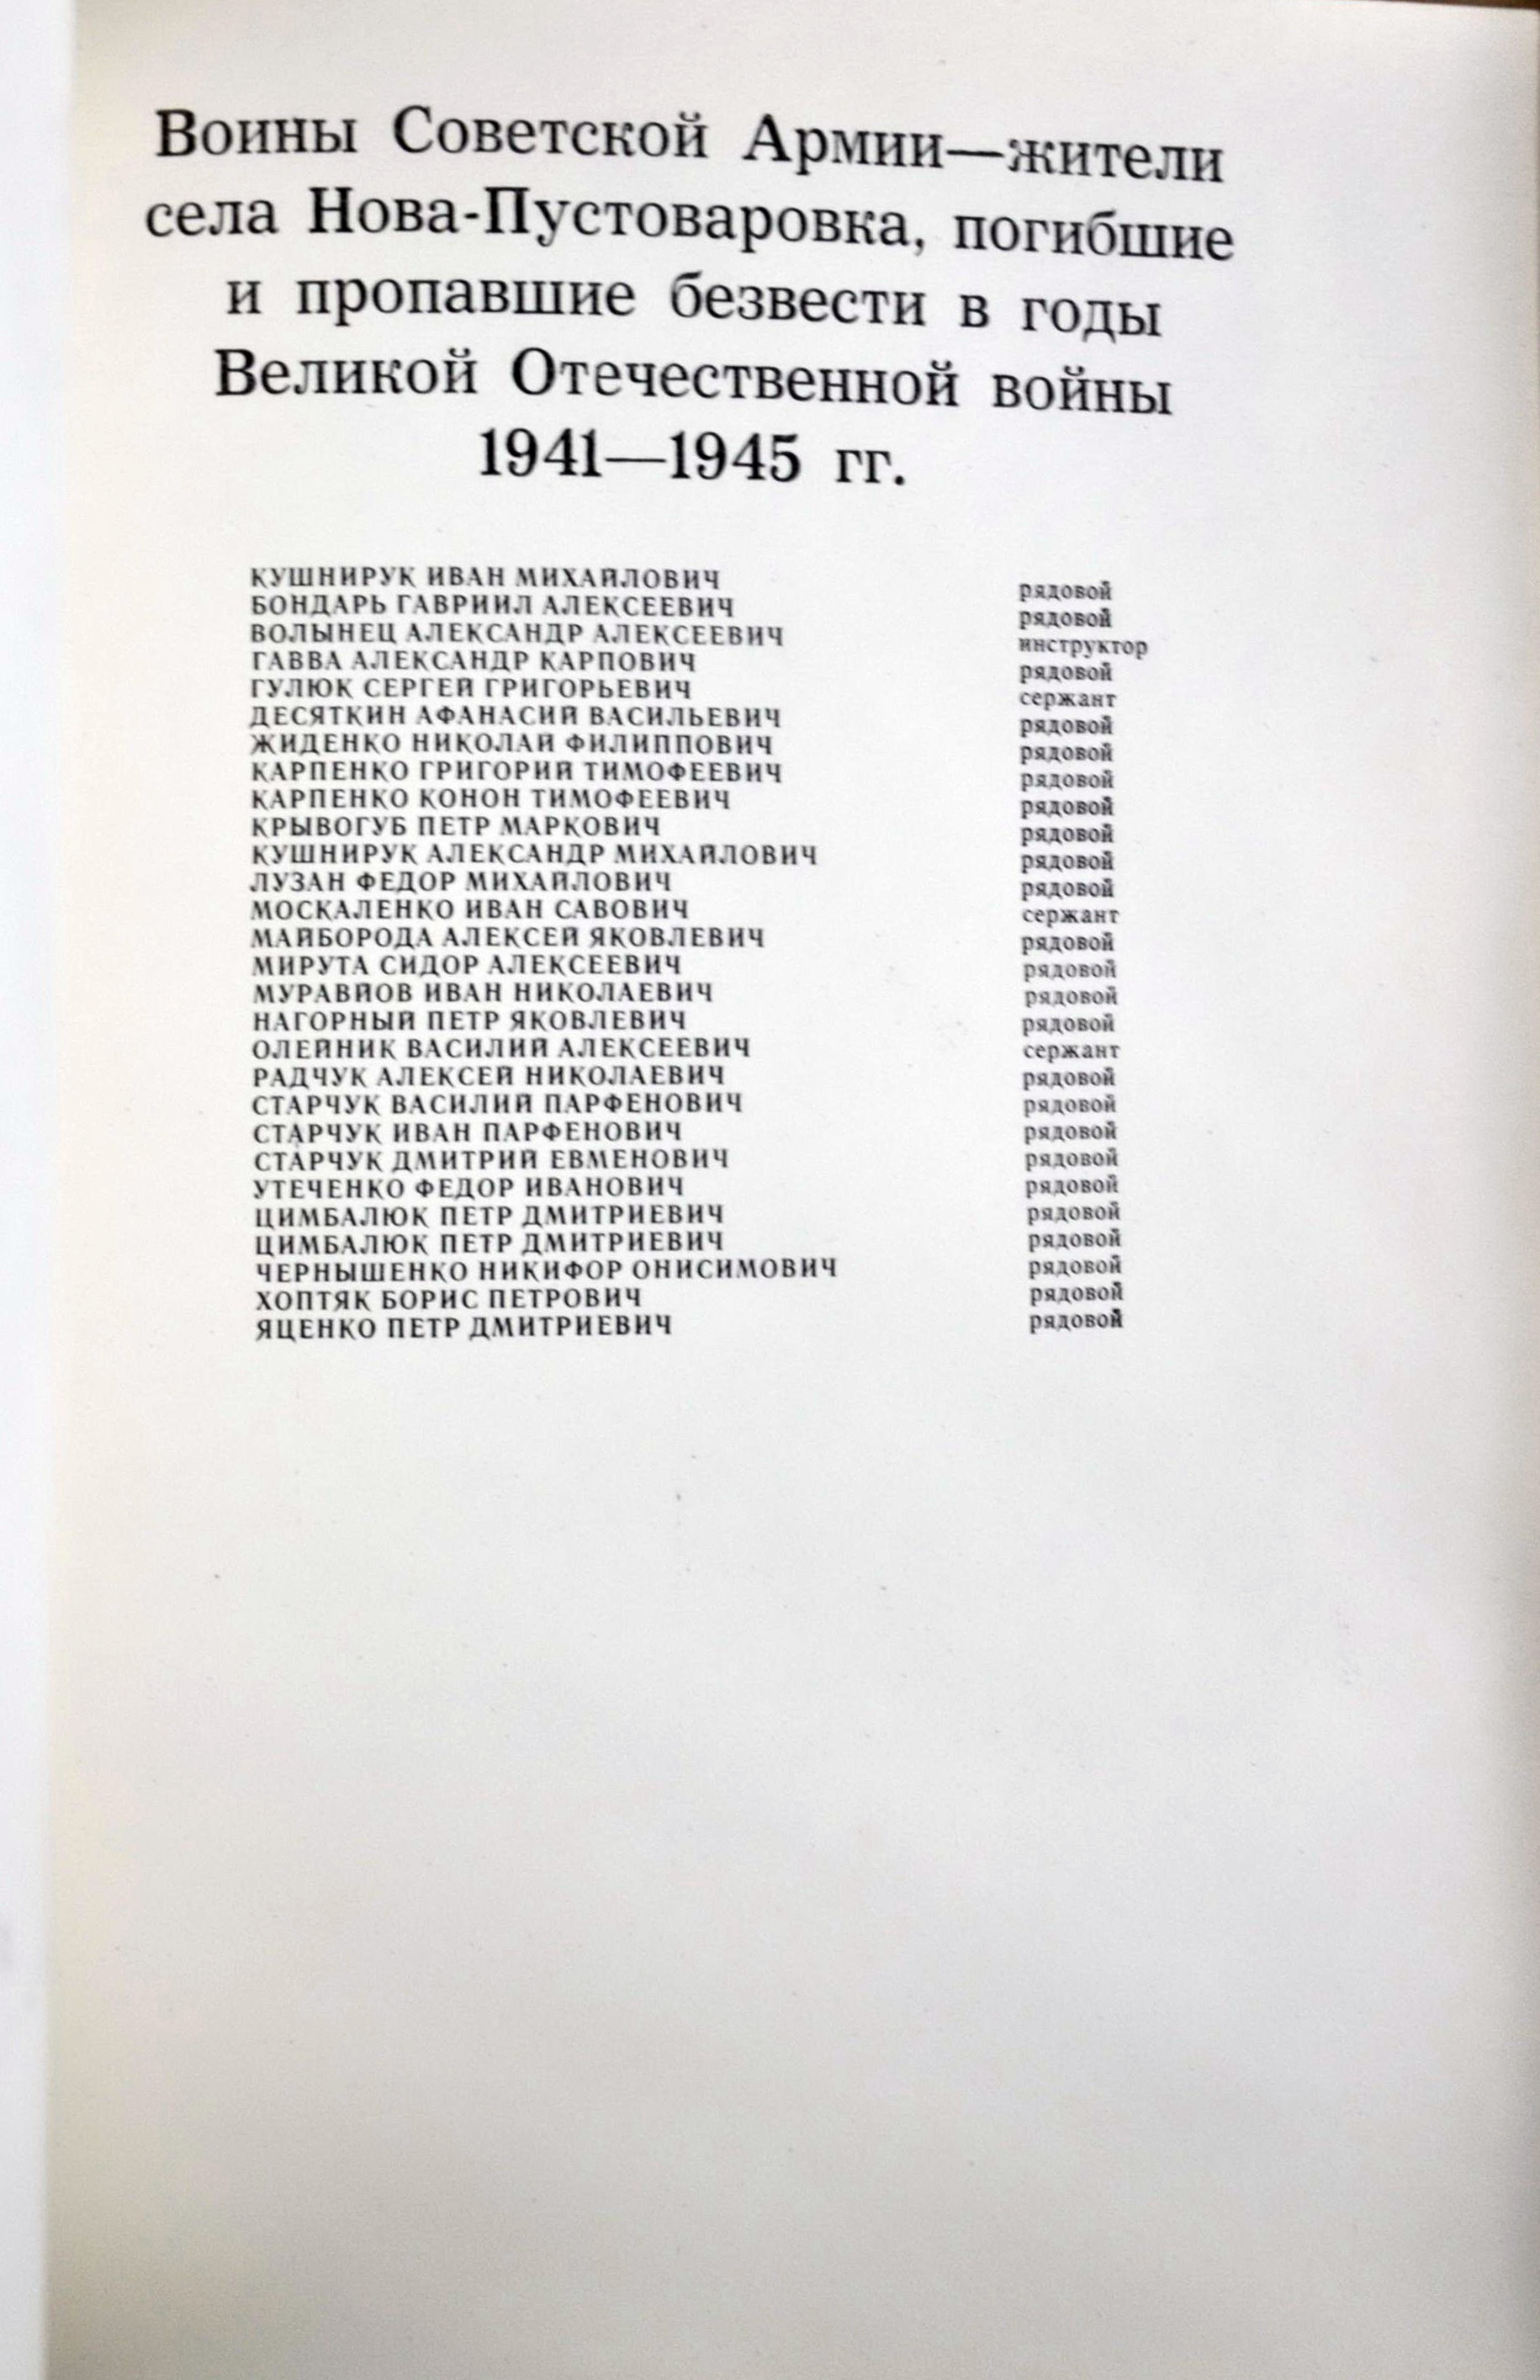 Воины Советской Армии—жители
села Нова-Пустоваровка, погибшие
и пропавшие безвести в годы
Великой Отечественной войны
1941—1945 гг.
КУШНИРУК ИВАН МИХАЙЛОВИЧ рядовой
БОНДАРЬ ГАВРИИЛ АЛЕКСЕЕВИЧ рядовой
ВОЛЫНЕЦ АЛЕКСАНДР АЛЕКСЕЕВИЧ инструктор
ГАВВА АЛЕКСАНДР КАРПОВИЧ рядовой
ГУЛЮК СЕРГЕЙ ГРИГОРЬЕВИЧ сержант
ДЕСЯТКИН АФАНАСИЙ ВАСИЛЬЕВИЧ рядовой
ЖИДЕНКО НИКОЛАЙ ФИЛИППОВИЧ рядовой
КАРПЕНКО ГРИГОРИЙ ТИМОФЕЕВИЧ рядовой
КАРПЕНКО КОНОН ТИМОФЕЕВИЧ рядовой
КРЫВОГУБ ПЕТР МАРКОВИЧ рядовой
КУШНИРУК АЛЕКСАНДР МИХАЙЛОВИЧ рядовой
ЛУЗАН ФЕДОР МИХАЙЛОВИЧ рядовой
МОСКАЛЕНКО ИВАН САВОВИЧ сержант
МАЙБОРОДА АЛЕКСЕЙ ЯКОВЛЕВИЧ рядовой
МИРУТА СИДОР АЛЕКСЕЕВИЧ рядовой
МУРАВЙОВ ИВАН НИКОЛАЕВИЧ рядовой
НАГОРНЫЙ ПЕТР ЯКОВЛЕВИЧ рядовой
ОЛЕЙНИК ВАСИЛИЙ АЛЕКСЕЕВИЧ сержант
РАДЧУК АЛЕКСЕЙ НИКОЛАЕВИЧ рядовой
СТАРЧУК ВАСИЛИЙ ПАРФЕНОВИЧ рядовой
СТАРЧУК ИВАН ПАРФЕНОВИЧ рядовой
СТАРЧУК ДМИТРИЙ ЕВМЕНОВИЧ рядовой
УТЕЧЕНКО ФЕДОР ИВАНОВИЧ рядовой
ЦИМБАЛЮК ПЕТР ДМИТРИЕВИЧ рядовой
ЦИМБАЛЮК ПЕТР ДМИТРИЕВИЧ рядовой
ЧЕРНЫШЕНКО НИКИФОР ОНИСИМОВИЧ рядовой
ХОПТЯК БОРИС ПЕТРОВИЧ рядовой
ЯЦЕНКО ПЕТР ДМИТРИЕВИЧ рядовой